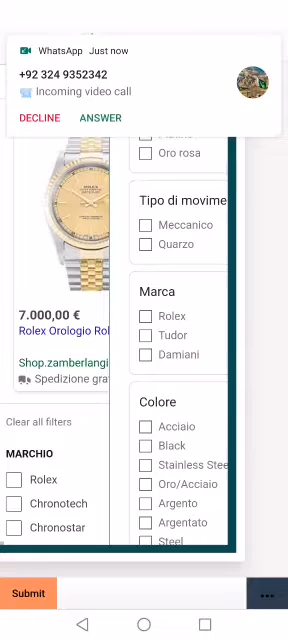 WhatsApp Just now
+92 324 9352342
Incoming video call
DECLINE ANSWER
Oro rosa
Tipo di movime
Meccanico
Quarzo
ROLEX
7.000,00 €
Rolex Orologio Rol
Shop.zamberlangi
Spedizione gra
Marca
Rolex
Tudor
Damiani
Colore
Acciaio
Black
Stainless Stee
Oro/Acciaio
Argento
Argentato
Steel
Clear all filters
MARCHIO
Rolex
Chronotech
Chronostar
Submit
...